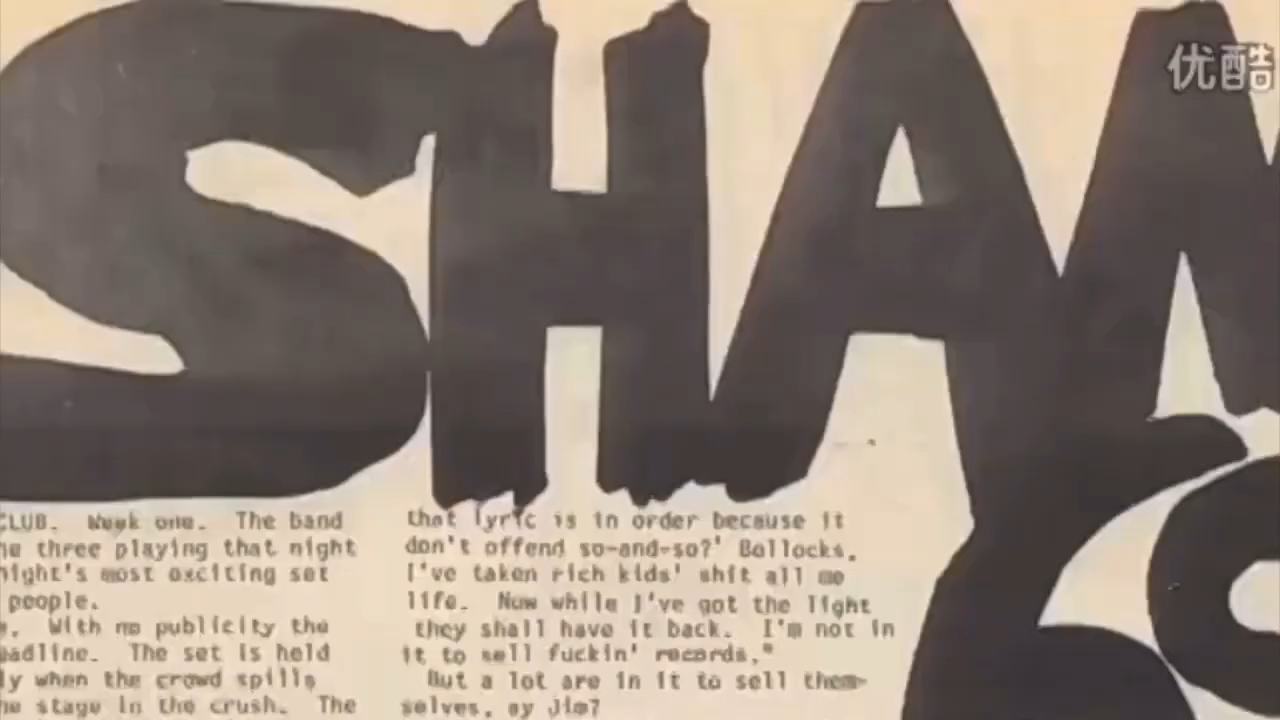 SHAM
优酷
CLUB. Week one. The band
he three playing that night
night's most exciting set
people.
With no publicity the
eadline. The set is held
ly when the crowd spills
he stage in the crush. The
that lyric is in order because it
don't offend so-and-so?' Bollocks.
I've taken rich kids' shit all me
life. Now while I've got the light
they shall have it back. I'm not in
it to sell fuckin' records."
But a lot are in it to sell them-
selves, ey Jim?